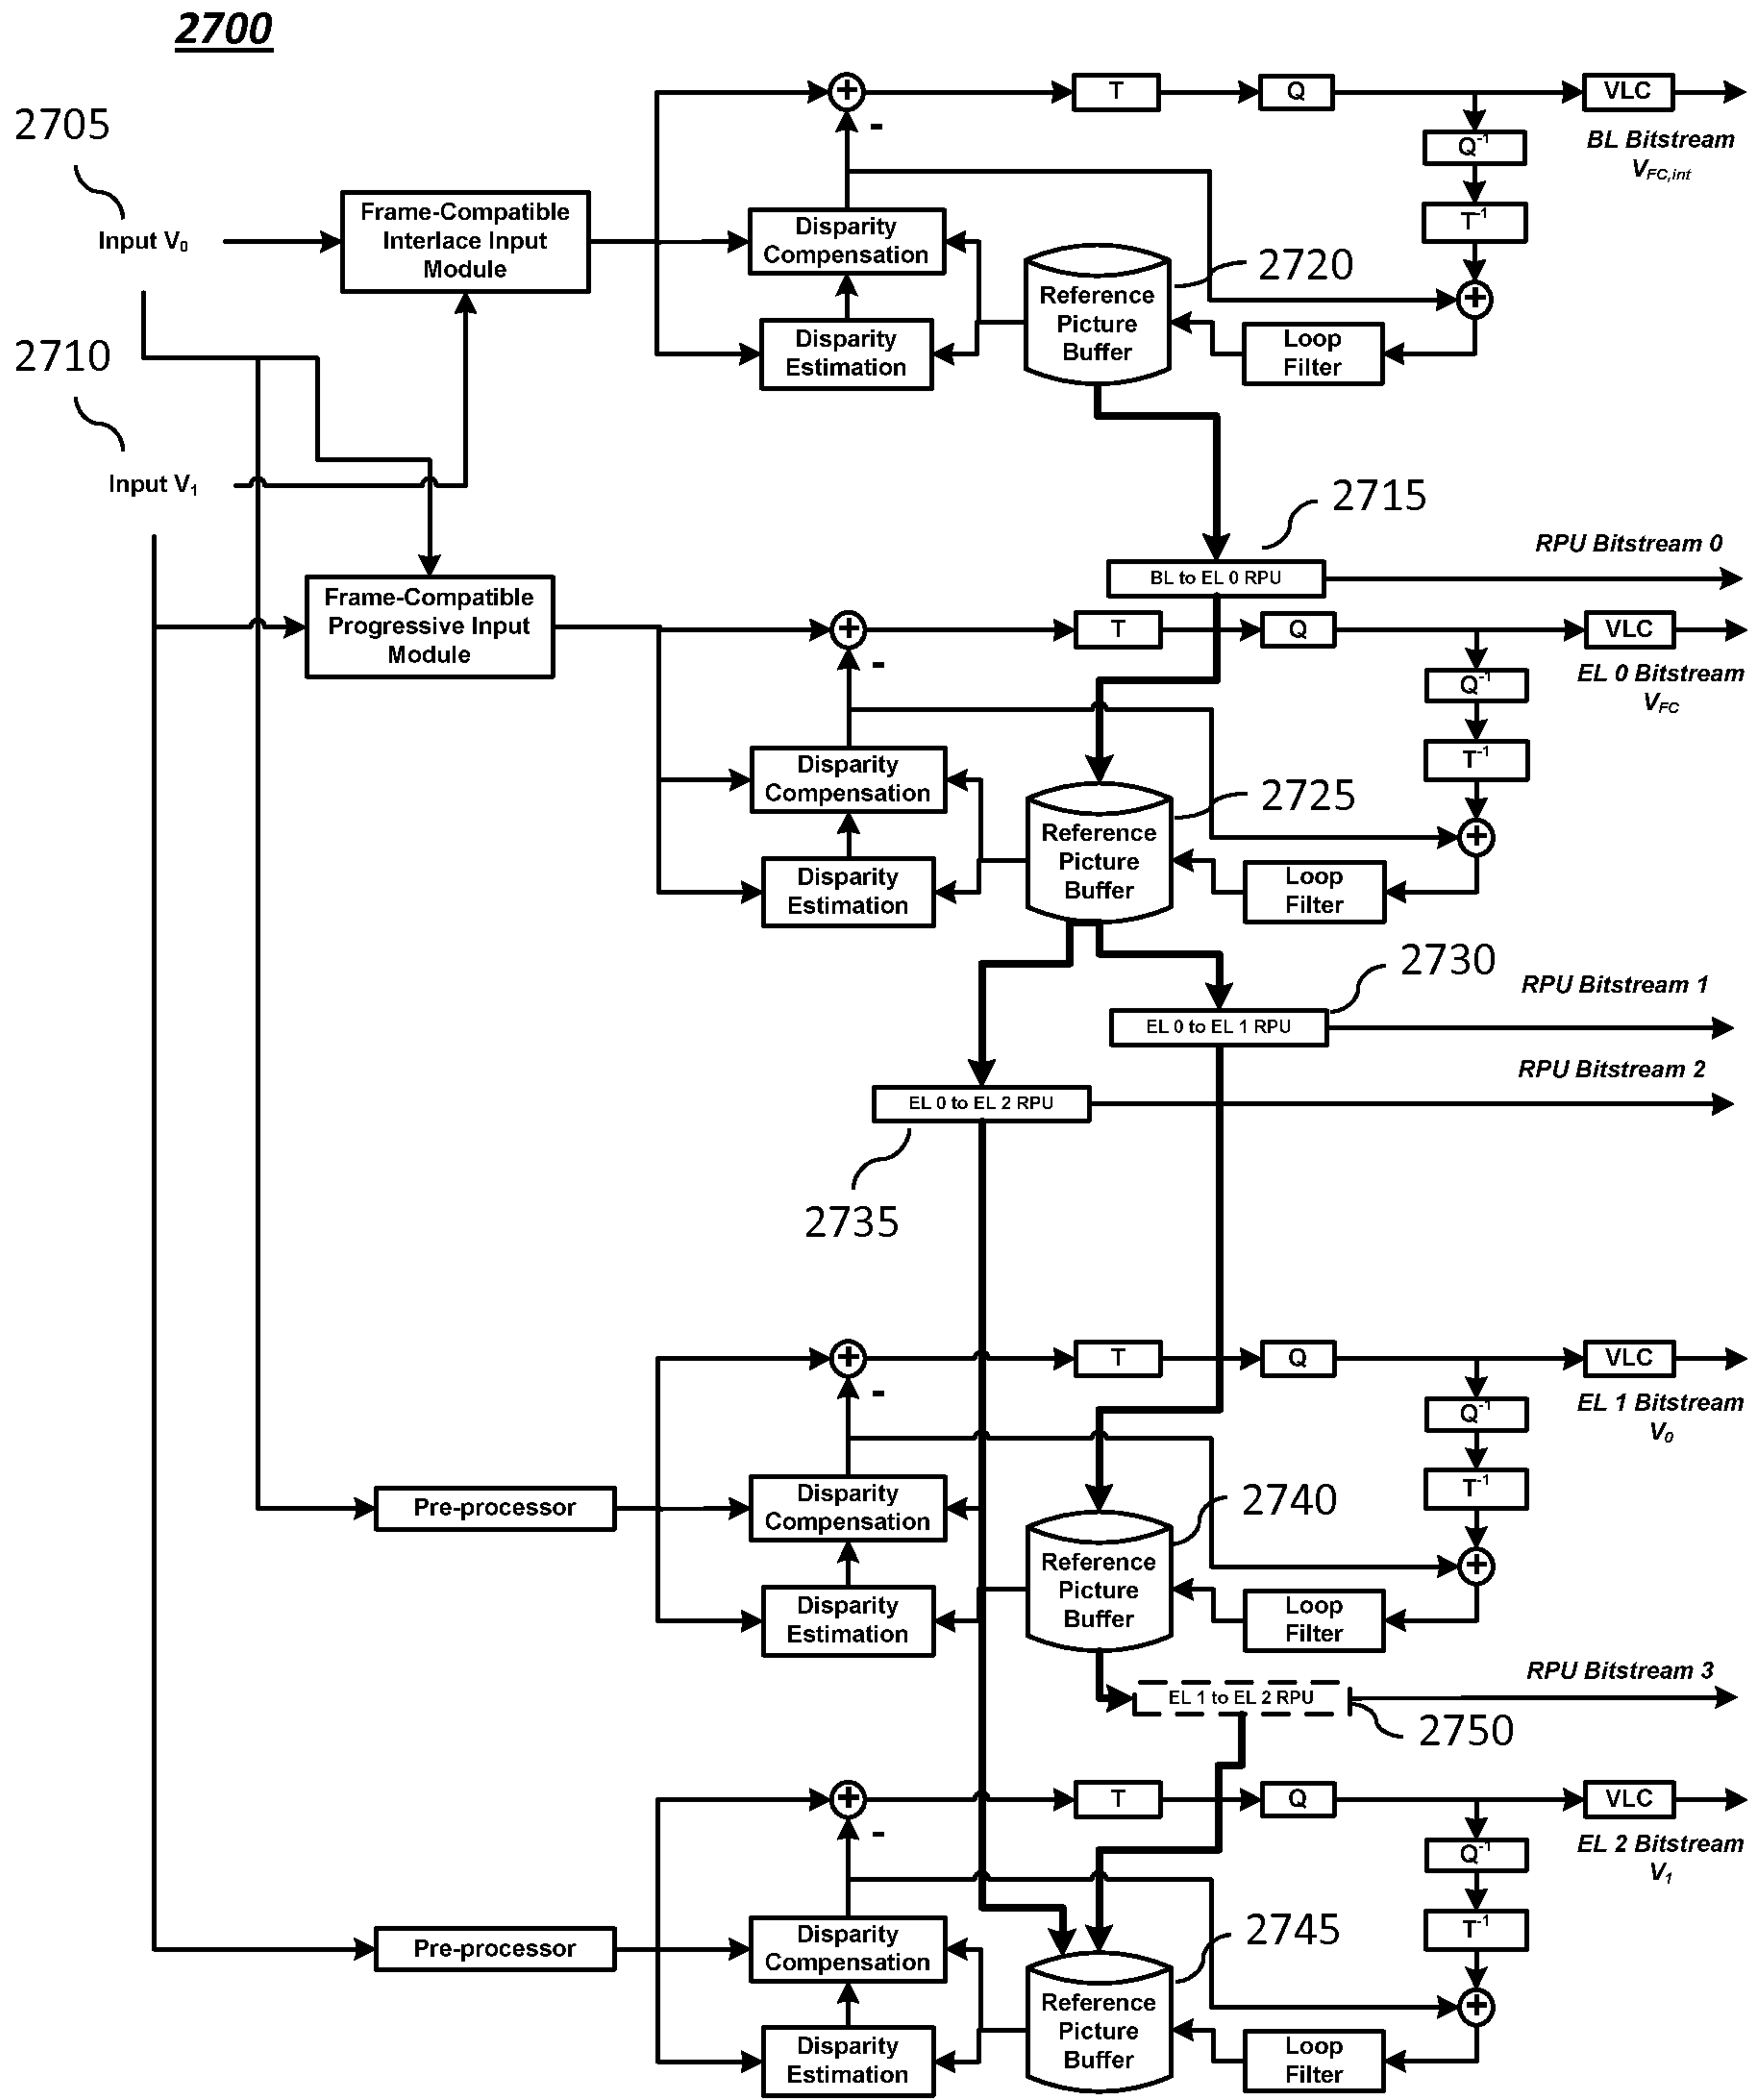 2700
2705
Input V0
2710
Input V1
Frame-Compatible
Interlace Input
Module
+
-
T
Q
VLC
BL Bitstream
VFC,int
Q-1
T-1
+
Disparity
Compensation
Disparity
Estimation
Reference
Picture
Buffer
2720
Loop
Filter
2715
BL to EL 0 RPU
RPU Bitstream 0
Frame-Compatible
Progressive Input
Module
+
-
T
Q
VLC
EL 0 Bitstream
VFC
Q-1
T-1
+
Disparity
Compensation
Disparity
Estimation
Reference
Picture
Buffer
2725
Loop
Filter
2730
EL 0 to EL 1 RPU
RPU Bitstream 1
EL 0 to EL 2 RPU
RPU Bitstream 2
2735
+
-
T
Q
VLC
EL 1 Bitstream
V0
Q-1
T-1
+
Pre-processor
Disparity
Compensation
Disparity
Estimation
Reference
Picture
Buffer
2740
Loop
Filter
EL 1 to EL 2 RPU
RPU Bitstream 3
2750
+
-
T
Q
VLC
EL 2 Bitstream
V1
Q-1
T-1
+
Pre-processor
Disparity
Compensation
Disparity
Estimation
Reference
Picture
Buffer
2745
Loop
Filter